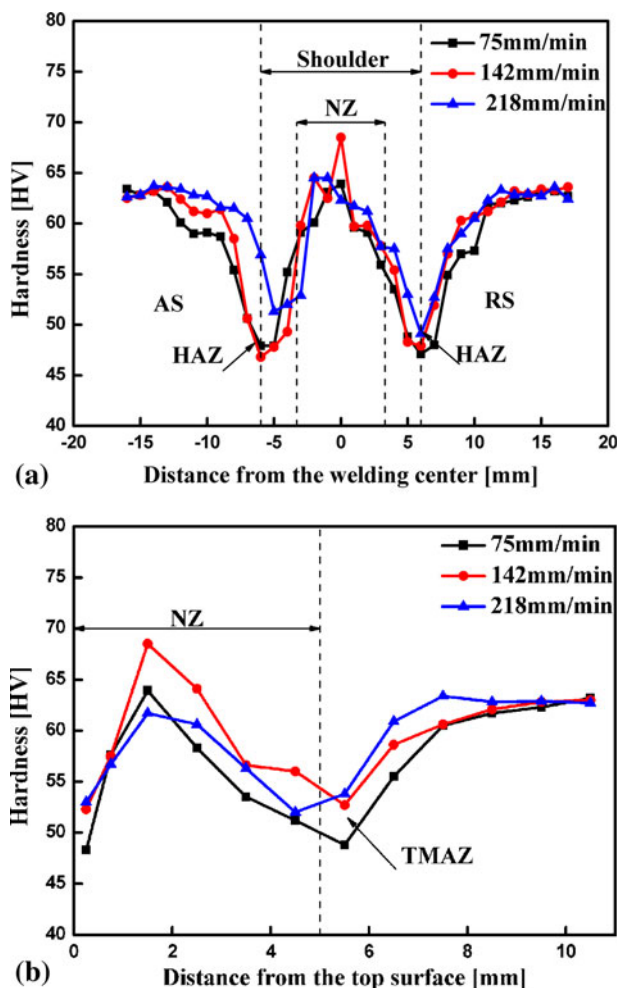 80
75
70
65
60
55
50
45
40
Hardness [HV]
Shoulder
NZ
75mm/min
142mm/min
218mm/min
AS
RS
HAZ
HAZ
-20
-15
-10
-5
0
5
10
15
20
(a)
Distance from the welding center [mm]
80
75
70
65
60
55
50
45
40
Hardness [HV]
NZ
75mm/min
142mm/min
218mm/min
TMAZ
0
2
4
6
8
10
(b)
Distance from the top surface [mm]